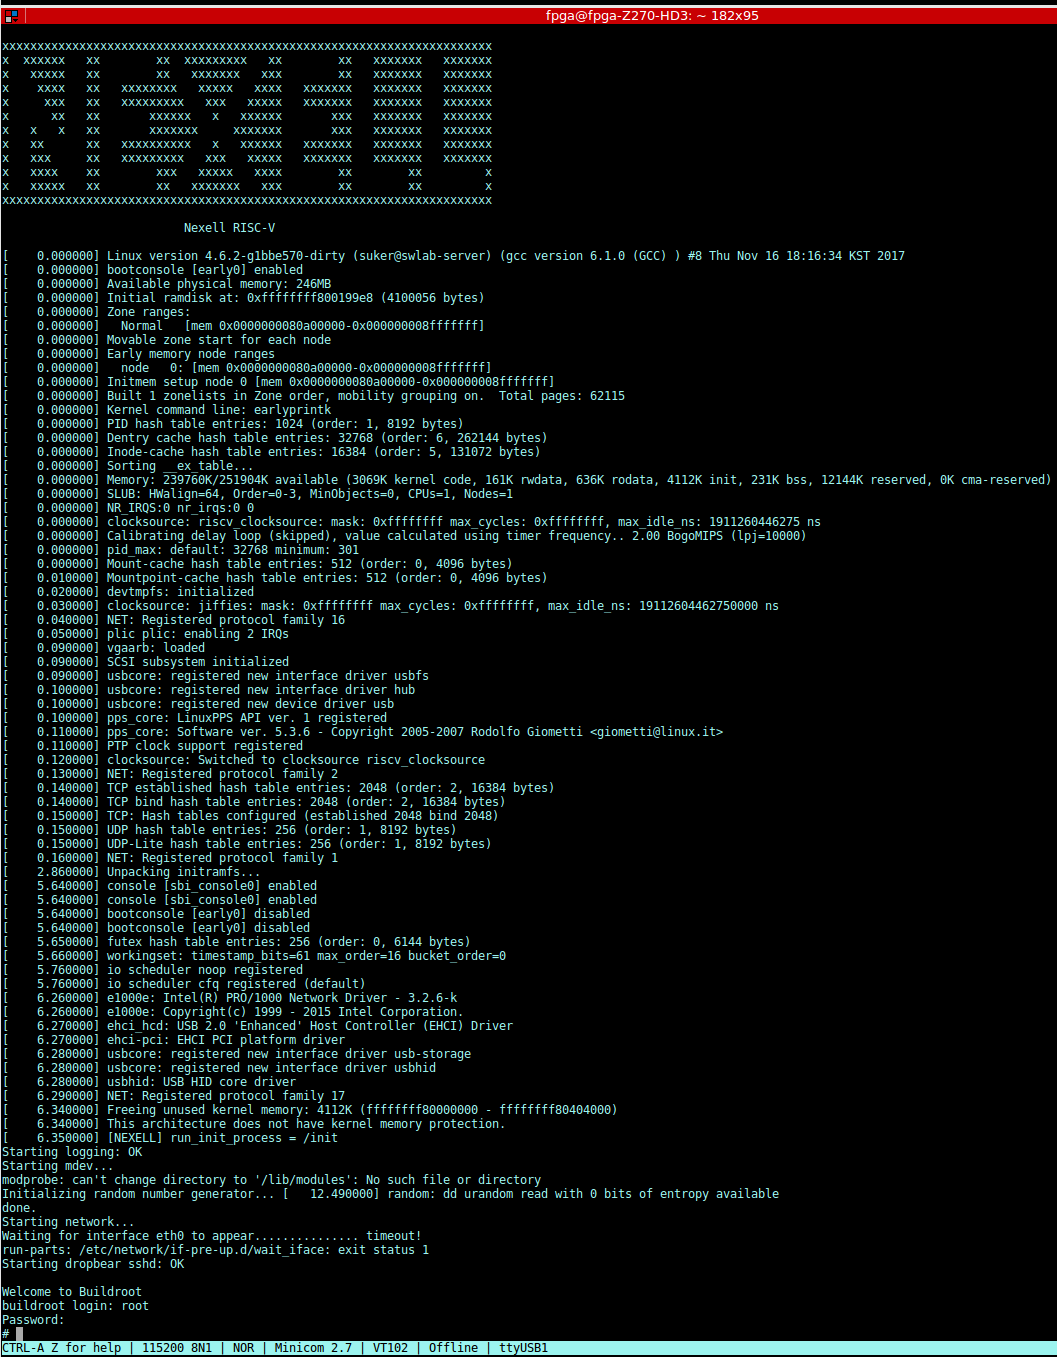 fpga@fpga-Z270-HD3: ~ 182x95
xxxxxxxxxxxxxxxxxxxxxxxxxxxxxxxxxxxxxxxxxxxxxxxxxxxxxxxxxxxxxxxxxxxxxx
x  xxxxxx   xx        xx  xxxxxxxxx   xx        xx   xxxxxxx   xxxxxxx
x   xxxxx   xx        xx   xxxxxxx   xxx        xx   xxxxxxx   xxxxxxx
x    xxxx   xx   xxxxxxxx   xxxxx   xxxx   xxxxxxx   xxxxxxx   xxxxxxx
x     xxx   xx   xxxxxxxxx   xxx   xxxxx   xxxxxxx   xxxxxxx   xxxxxxx
x      xx   xx       xxxxxx   x   xxxxxx       xxx   xxxxxxx   xxxxxxx
x   x   x   xx       xxxxxxx     xxxxxxx       xxx   xxxxxxx   xxxxxxx
x   xx      xx   xxxxxxxxxx   x   xxxxxx   xxxxxxx   xxxxxxx   xxxxxxx
x   xxx     xx   xxxxxxxxx   xxx   xxxxx   xxxxxxx   xxxxxxx   xxxxxxx
x   xxxx    xx        xxx   xxxxx   xxxx        xx        xx         x
x   xxxxx   xx        xx   xxxxxxx   xxx        xx        xx         x
xxxxxxxxxxxxxxxxxxxxxxxxxxxxxxxxxxxxxxxxxxxxxxxxxxxxxxxxxxxxxxxxxxxxxx
Nexell RISC-V
[    0.000000] Linux version 4.6.2-g1bbe570-dirty (suker@swlab-server) (gcc version 6.1.0 (GCC) ) #8 Thu Nov 16 18:16:34 KST 2017
[    0.000000] bootconsole [early0] enabled
[    0.000000] Available physical memory: 246MB
[    0.000000] Initial ramdisk at: 0xffffffff800199e8 (4100056 bytes)
[    0.000000] Zone ranges:
[    0.000000]   Normal   [mem 0x0000000080a00000-0x000000008fffffff]
[    0.000000] Movable zone start for each node
[    0.000000] Early memory node ranges
[    0.000000]   node   0: [mem 0x0000000080a00000-0x000000008fffffff]
[    0.000000] Initmem setup node 0 [mem 0x0000000080a00000-0x000000008fffffff]
[    0.000000] Built 1 zonelists in Zone order, mobility grouping on.  Total pages: 62115
[    0.000000] Kernel command line: earlyprintk
[    0.000000] PID hash table entries: 1024 (order: 1, 8192 bytes)
[    0.000000] Dentry cache hash table entries: 32768 (order: 6, 262144 bytes)
[    0.000000] Inode-cache hash table entries: 16384 (order: 5, 131072 bytes)
[    0.000000] Sorting __ex_table...
[    0.000000] Memory: 239760K/251904K available (3069K kernel code, 161K rwdata, 636K rodata, 4112K init, 231K bss, 12144K reserved, 0K cma-reserved)
[    0.000000] SLUB: HWalign=64, Order=0-3, MinObjects=0, CPUs=1, Nodes=1
[    0.000000] NR_IRQS:0 nr_irqs:0 0
[    0.000000] clocksource: riscv_clocksource: mask: 0xffffffff max_cycles: 0xffffffff, max_idle_ns: 1911260446275 ns
[    0.000000] Calibrating delay loop (skipped), value calculated using timer frequency.. 2.00 BogoMIPS (lpj=10000)
[    0.000000] pid_max: default: 32768 minimum: 301
[    0.000000] Mount-cache hash table entries: 512 (order: 0, 4096 bytes)
[    0.010000] Mountpoint-cache hash table entries: 512 (order: 0, 4096 bytes)
[    0.020000] devtmpfs: initialized
[    0.030000] clocksource: jiffies: mask: 0xffffffff max_cycles: 0xffffffff, max_idle_ns: 19112604462750000 ns
[    0.040000] NET: Registered protocol family 16
[    0.050000] plic plic: enabling 2 IRQs
[    0.090000] vgaarb: loaded
[    0.090000] SCSI subsystem initialized
[    0.090000] usbcore: registered new interface driver usbfs
[    0.100000] usbcore: registered new interface driver hub
[    0.100000] usbcore: registered new device driver usb
[    0.100000] pps_core: LinuxPPS API ver. 1 registered
[    0.110000] pps_core: Software ver. 5.3.6 - Copyright 2005-2007 Rodolfo Giometti <giometti@linux.it>
[    0.110000] PTP clock support registered
[    0.120000] clocksource: Switched to clocksource riscv_clocksource
[    0.130000] NET: Registered protocol family 2
[    0.140000] TCP established hash table entries: 2048 (order: 2, 16384 bytes)
[    0.140000] TCP bind hash table entries: 2048 (order: 2, 16384 bytes)
[    0.150000] TCP: Hash tables configured (established 2048 bind 2048)
[    0.150000] UDP hash table entries: 256 (order: 1, 8192 bytes)
[    0.150000] UDP-Lite hash table entries: 256 (order: 1, 8192 bytes)
[    0.160000] NET: Registered protocol family 1
[    2.860000] Unpacking initramfs...
[    5.640000] console [sbi_console0] enabled
[    5.640000] console [sbi_console0] enabled
[    5.640000] bootconsole [early0] disabled
[    5.640000] bootconsole [early0] disabled
[    5.650000] futex hash table entries: 256 (order: 0, 6144 bytes)
[    5.660000] workingset: timestamp_bits=61 max_order=16 bucket_order=0
[    5.760000] io scheduler noop registered
[    5.760000] io scheduler cfq registered (default)
[    6.260000] e1000e: Intel(R) PRO/1000 Network Driver - 3.2.6-k
[    6.260000] e1000e: Copyright(c) 1999 - 2015 Intel Corporation.
[    6.270000] ehci_hcd: USB 2.0 'Enhanced' Host Controller (EHCI) Driver
[    6.270000] ehci-pci: EHCI PCI platform driver
[    6.280000] usbcore: registered new interface driver usb-storage
[    6.280000] usbcore: registered new interface driver usbhid
[    6.280000] usbhid: USB HID core driver
[    6.290000] NET: Registered protocol family 17
[    6.340000] Freeing unused kernel memory: 4112K (ffffffff80000000 - ffffffff80404000)
[    6.340000] This architecture does not have kernel memory protection.
[    6.350000] [NEXELL] run_init_process = /init
Starting logging: OK
Starting mdev...
modprobe: can't change directory to '/lib/modules': No such file or directory
Initializing random number generator... [   12.490000] random: dd urandom read with 0 bits of entropy available
done.
Starting network...
Waiting for interface eth0 to appear............... timeout!
run-parts: /etc/network/if-pre-up.d/wait_iface: exit status 1
Starting dropbear sshd: OK
Welcome to Buildroot
buildroot login: root
Password:
#
CTRL-A Z for help | 115200 8N1 | NOR | Minicom 2.7 | VT102 | Offline | ttyUSB1